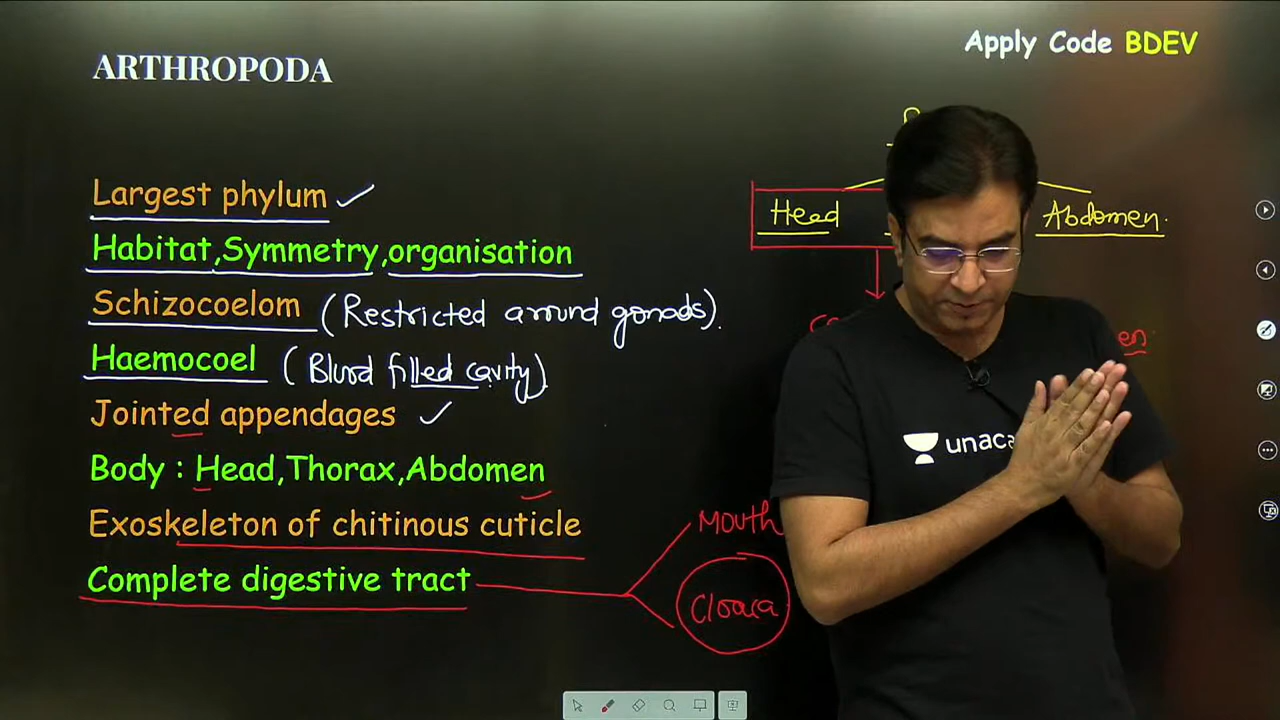 Apply Code BDEV
ARTHROPODA
Largest phylum
Head
Abdomen.
Habitat,Symmetry,organisation
Schizocoelom (Restricted around gonads).
Haemocoel (Blood filled cavity)
Jointed appendages
Body : Head,Thorax,Abdomen
Exoskeleton of chitinous cuticle
Mouth
Complete digestive tract
Cloaca
unaca